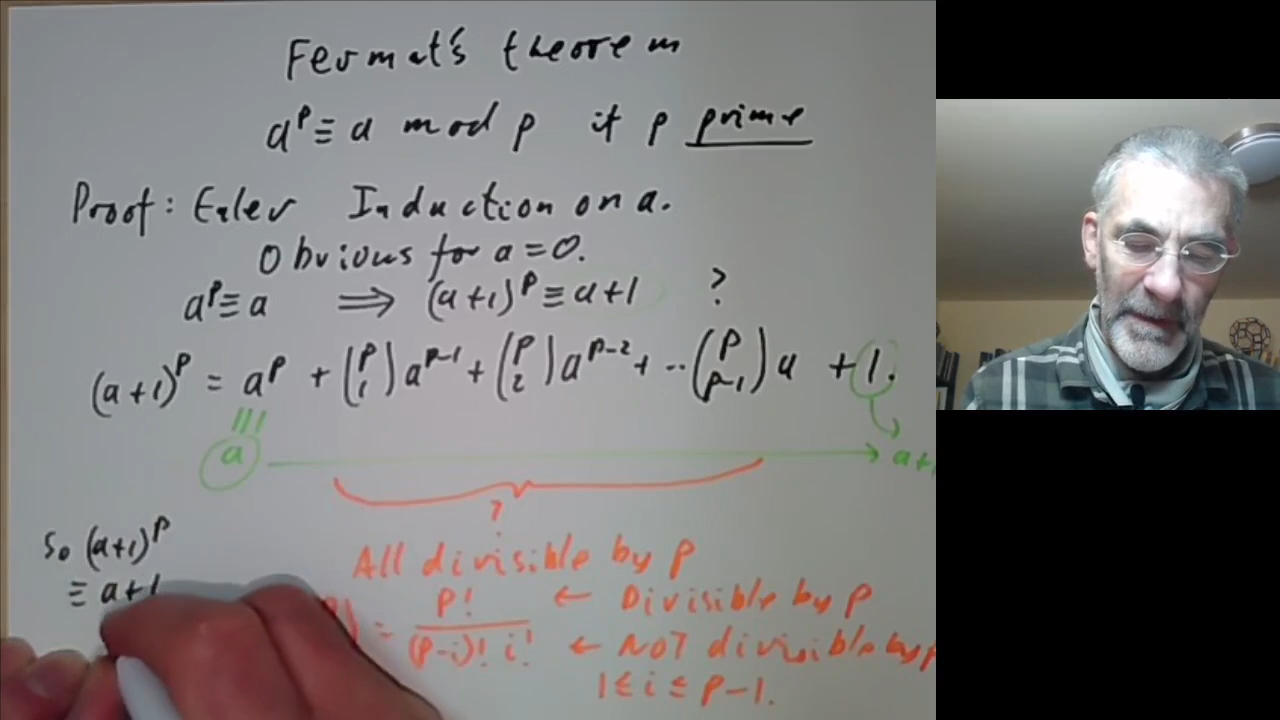 Fermat's theorem
a^p ≡ a mod p if p prime
Proof: Euler Induction on a.
Obvious for a = 0.
a^p ≡ a ⟹ (a+1)^p ≡ a+1 ?
(a+1)^p = a^p + (p 1) a^{p-1} + (p 2) a^{p-2} + ·· (p p-1) a + 1.
≡
a → a+
?
All divisible by p
So (a+1)^p
≡ a+1
) = p! / (p-i)! i! ← Divisible by p
← NOT divisible by p
1 ≤ i ≤ p-1.